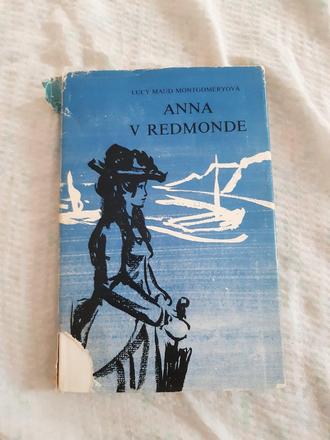 LUCY MAUD MONTGOMERYOVÁ
ANNA
V REDMONDE